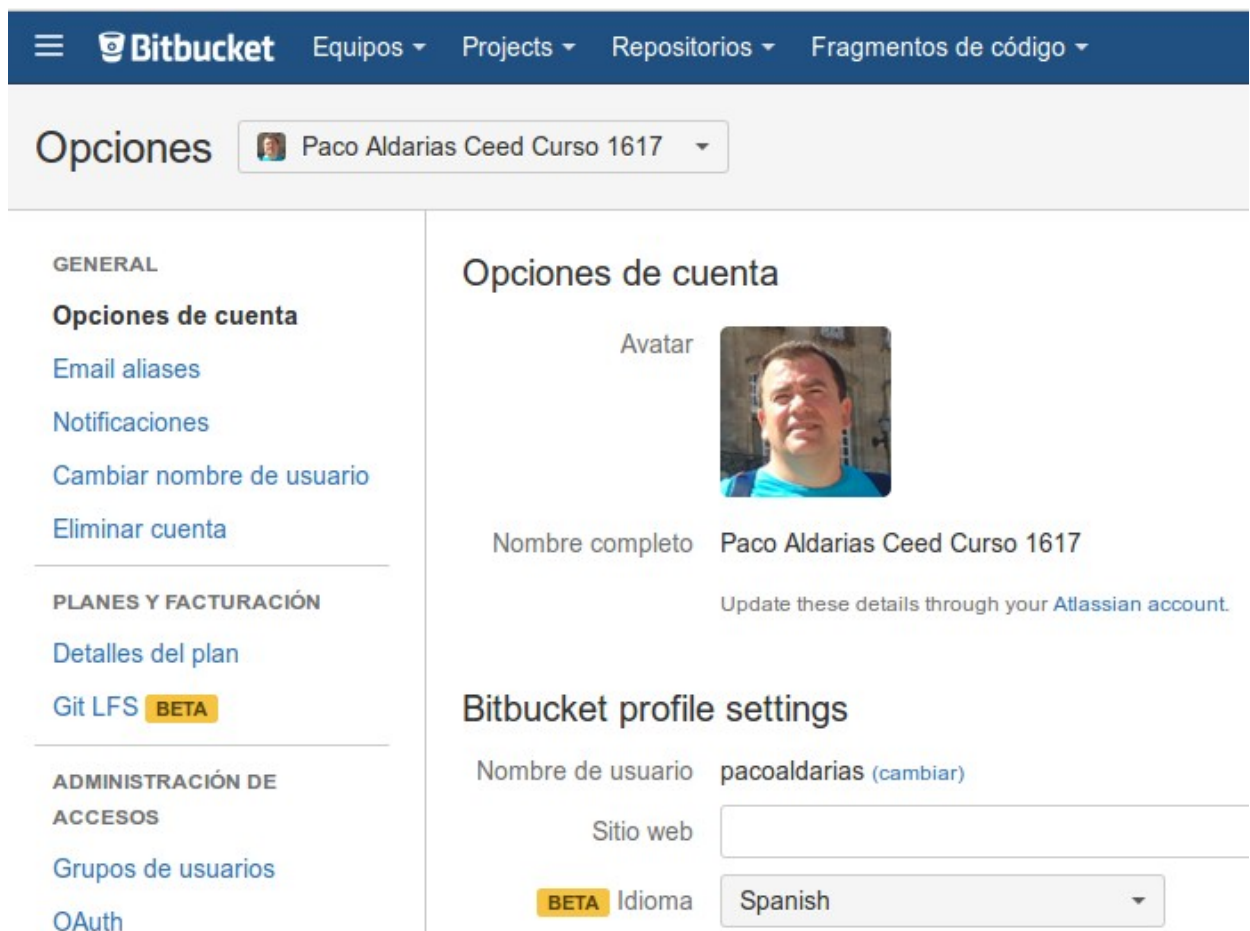 Bitbucket Equipos Projects Repositorios Fragmentos de código
Opciones Paco Aldarias Ceed Curso 1617
GENERAL
Opciones de cuenta
Email aliases
Notificaciones
Cambiar nombre de usuario
Eliminar cuenta
PLANES Y FACTURACIÓN
Detalles del plan
Git LFS BETA
ADMINISTRACIÓN DE
ACCESOS
Grupos de usuarios
OAuth
Opciones de cuenta
Avatar
Nombre completo Paco Aldarias Ceed Curso 1617
Update these details through your Atlassian account.
Bitbucket profile settings
Nombre de usuario pacoaldarias (cambiar)
Sitio web
BETA Idioma Spanish